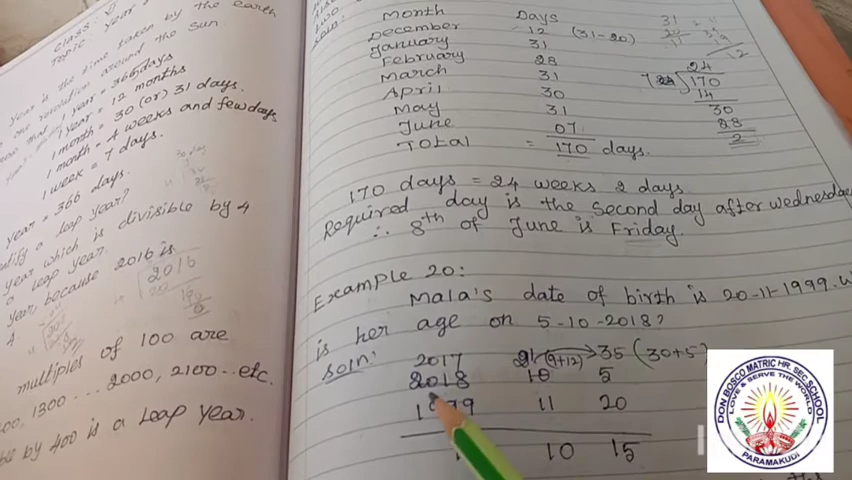 Class: VI
Topic: Year
Year is the time taken by the earth
one revolution around the sun
1 year = 366 days
1 year = 12 months
1 month = 30 (or) 31 days.
1 month = 4 weeks and few days
1 week = 7 days.
year = 366 days.
a leap year?
year which is divisible by 4
a leap year.
year, because 2016 is
4.
2016
multiples of 100 are
1300 ... 2000, 2100... etc.
by 400 is a leap year.
Soln:
Month Days
December 12 (31-20)
January 31
February 28
March 31
April 30
May 31
June 07
Total = 170 days.
24
7 170
14
30
28
2
170 days = 24 weeks 2 days
Required day is the second day after Wednesday
∴ 8th of June is Friday.
Example 20:
Mala's date of birth is 20-11-1999.
is her age on 5-10-2018?
Soln:
2017 21 (9+12) 35 (30+5)
2018 10 5
11 20
10 15
DON BOSCO MATRIC HR. SEC SCHOOL
LOVE & SERVE THE WORLD
PARAMAKUDI